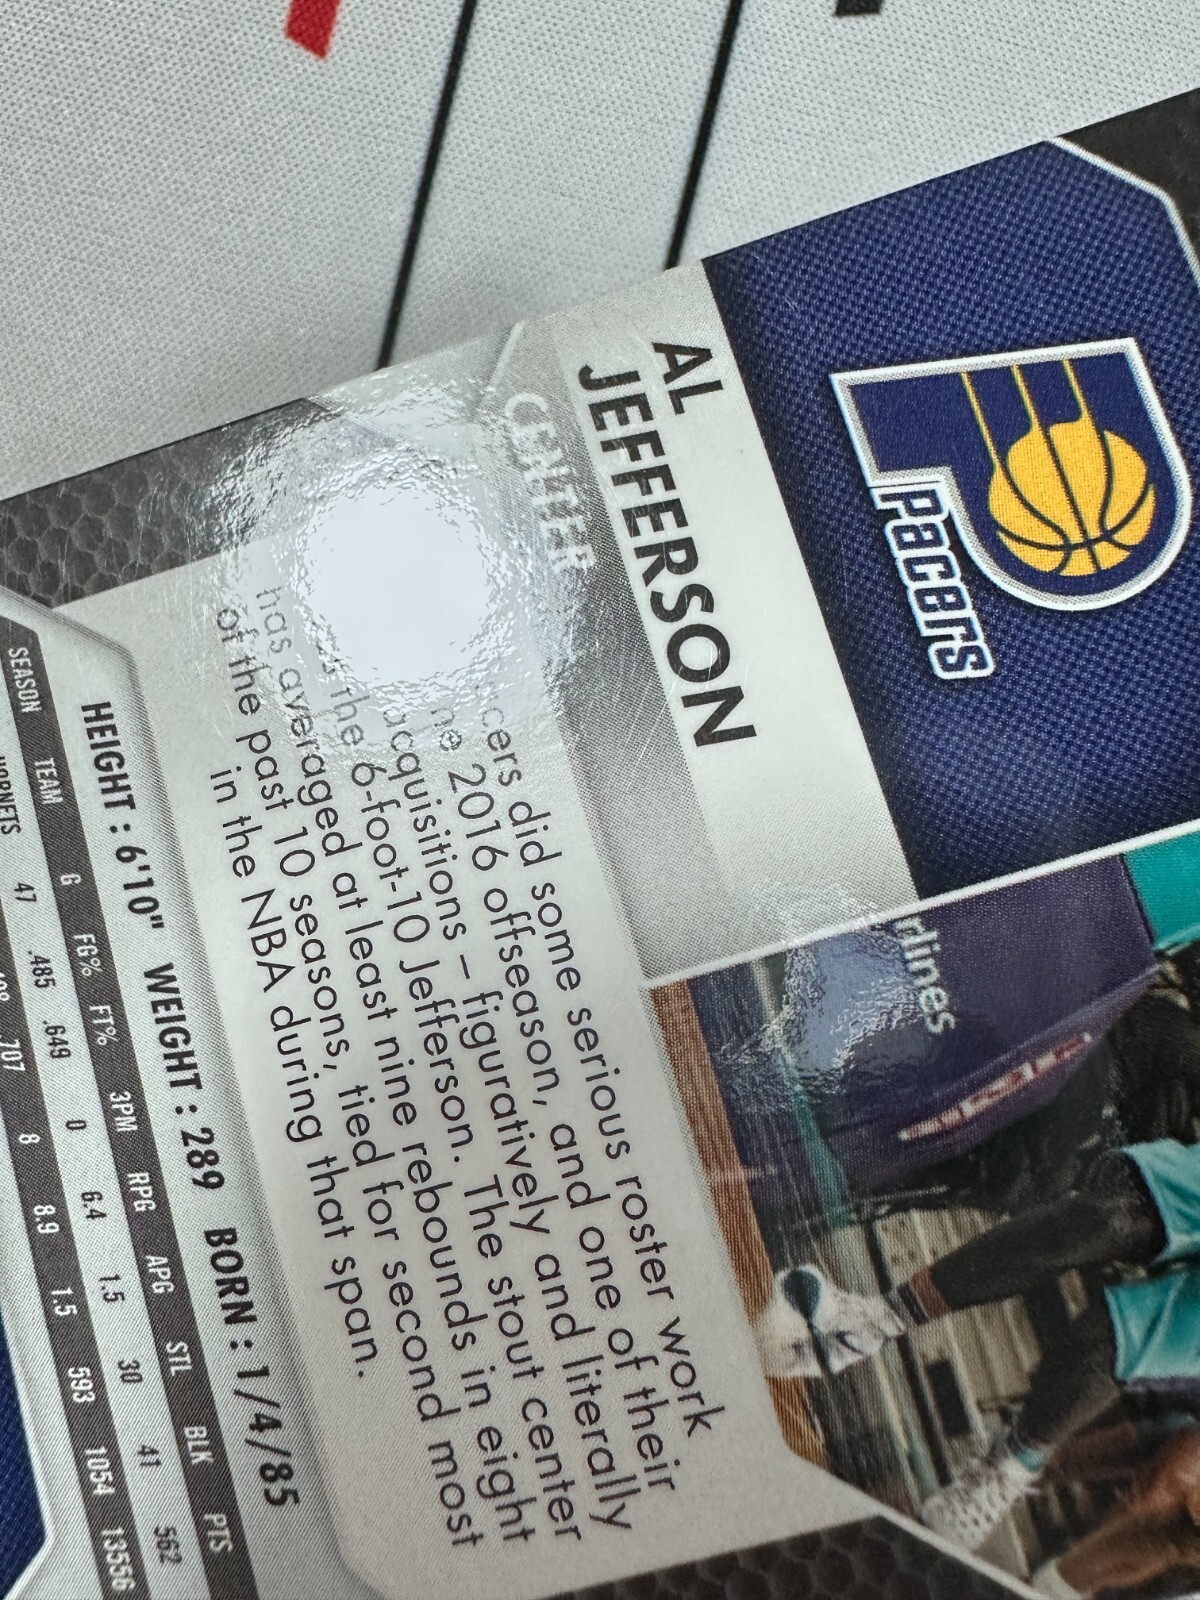 Pacers
AL
JEFFERSON
CENTER
rlines
cers did some serious roster work
2016 offseason, and one of their
acquisitions – figuratively and literally
the 6-foot-10 Jefferson. The stout center
has averaged at least nine rebounds in eight
of the past 10 seasons, tied for second most
in the NBA during that span.
HEIGHT : 6'10" WEIGHT : 289 BORN : 1/4/85
SEASON TEAM G FG% FT% 3PM RPG APG STL BLK PTS
47 .485 .649 0 6.4 1.5 30 41 562
707 8 8.9 1.5 593 1054 13556